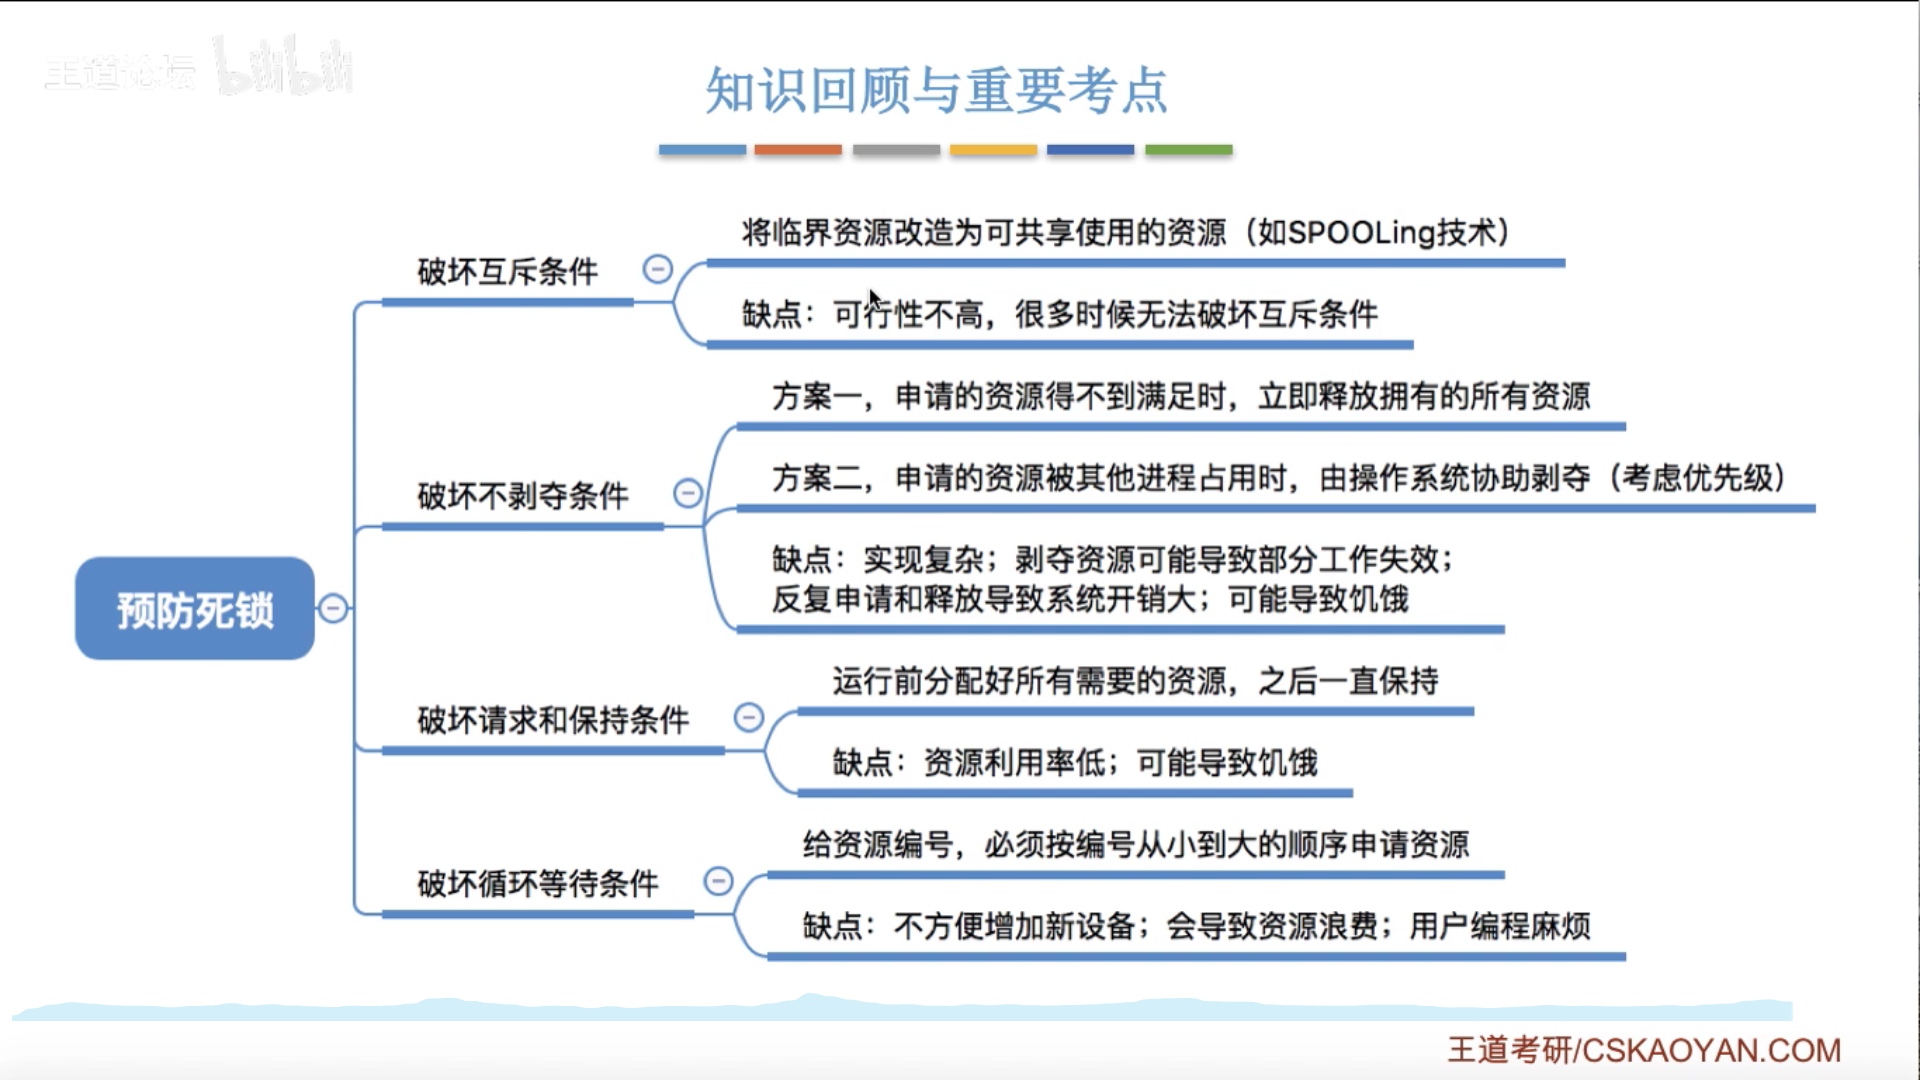 王道论坛 bilibili
知识回顾与重要考点
预防死锁
破坏互斥条件
将临界资源改造为可共享使用的资源（如SPOOLing技术）
缺点：可行性不高，很多时候无法破坏互斥条件
破坏不剥夺条件
方案一，申请的资源得不到满足时，立即释放拥有的所有资源
方案二，申请的资源被其他进程占用时，由操作系统协助剥夺（考虑优先级）
缺点：实现复杂；剥夺资源可能导致部分工作失效；
反复申请和释放导致系统开销大；可能导致饥饿
破坏请求和保持条件
运行前分配好所有需要的资源，之后一直保持
缺点：资源利用率低；可能导致饥饿
破坏循环等待条件
给资源编号，必须按编号从小到大的顺序申请资源
缺点：不方便增加新设备；会导致资源浪费；用户编程麻烦
王道考研/CSKAOYAN.COM